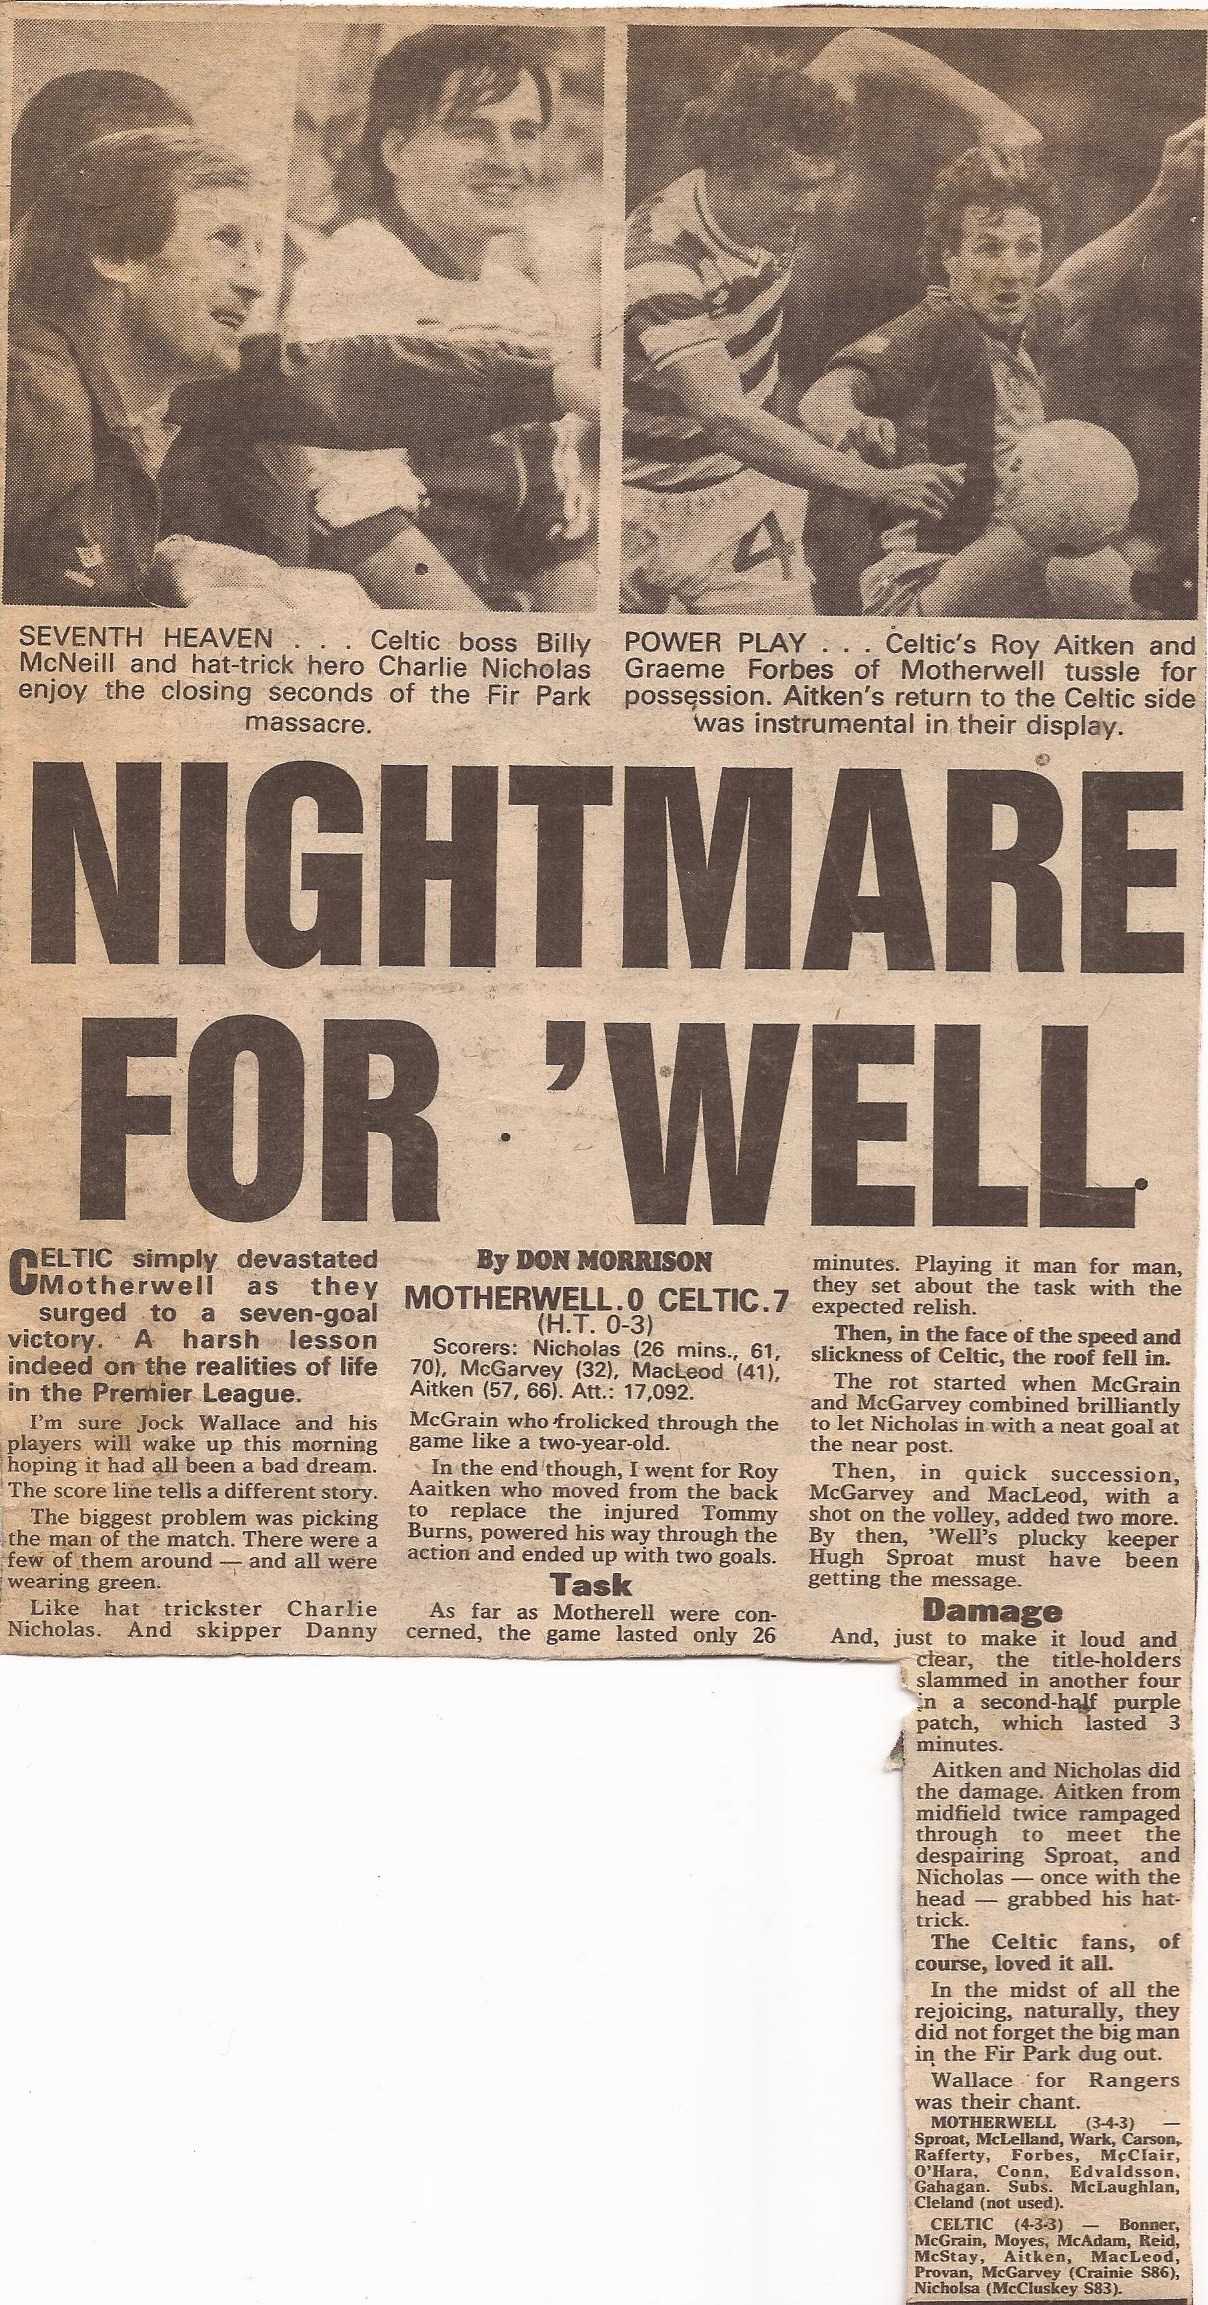 SEVENTH HEAVEN . . . Celtic boss Billy
McNeill and hat-trick hero Charlie Nicholas
enjoy the closing seconds of the Fir Park
massacre.
POWER PLAY . . . Celtic's Roy Aitken and
Graeme Forbes of Motherwell tussle for
possession. Aitken's return to the Celtic side
was instrumental in their display.
4
NIGHTMARE
FOR 'WELL
CELTIC simply devastated
Motherwell as they
surged to a seven-goal
victory. A harsh lesson
indeed on the realities of life
in the Premier League.
I'm sure Jock Wallace and his
players will wake up this morning
hoping it had all been a bad dream.
The score line tells a different story.
The biggest problem was picking
the man of the match. There were a
few of them around — and all were
wearing green.
Like hat trickster Charlie
Nicholas. And skipper Danny
By DON MORRISON
MOTHERWELL.0 CELTIC.7
(H.T. 0-3)
Scorers: Nicholas (26 mins., 61,
70), McGarvey (32), MacLeod (41),
Aitken (57, 66). Att.: 17,092.
McGrain who frolicked through the
game like a two-year-old.
In the end though, I went for Roy
Aaitken who moved from the back
to replace the injured Tommy
Burns, powered his way through the
action and ended up with two goals.
Task
As far as Motherell were con-
cerned, the game lasted only 26
minutes. Playing it man for man,
they set about the task with the
expected relish.
Then, in the face of the speed and
slickness of Celtic, the roof fell in.
The rot started when McGrain
and McGarvey combined brilliantly
to let Nicholas in with a neat goal at
the near post.
Then, in quick succession,
McGarvey and MacLeod, with a
shot on the volley, added two more.
By then, 'Well's plucky keeper
Hugh Sproat must have been
getting the message.
Damage
And, just to make it loud and
clear, the title-holders
slammed in another four
in a second-half purple
patch, which lasted 3
minutes.
Aitken and Nicholas did
the damage. Aitken from
midfield twice rampaged
through to meet the
despairing Sproat, and
Nicholas — once with the
head — grabbed his hat-
trick.
The Celtic fans, of
course, loved it all.
In the midst of all the
rejoicing, naturally, they
did not forget the big man
in the Fir Park dug out.
Wallace for Rangers
was their chant.
MOTHERWELL (3-4-3) —
Sproat, McLelland, Wark, Carson,
Rafferty, Forbes, McClair,
O'Hara, Conn, Edvaldsson,
Gahagan. Subs. McLaughlan,
Cleland (not used).
CELTIC (4-3-3) — Bonner,
McGrain, Moyes, McAdam, Reid,
McStay, Aitken, MacLeod,
Provan, McGarvey (Crainie S86),
Nicholsa (McCluskey S83).